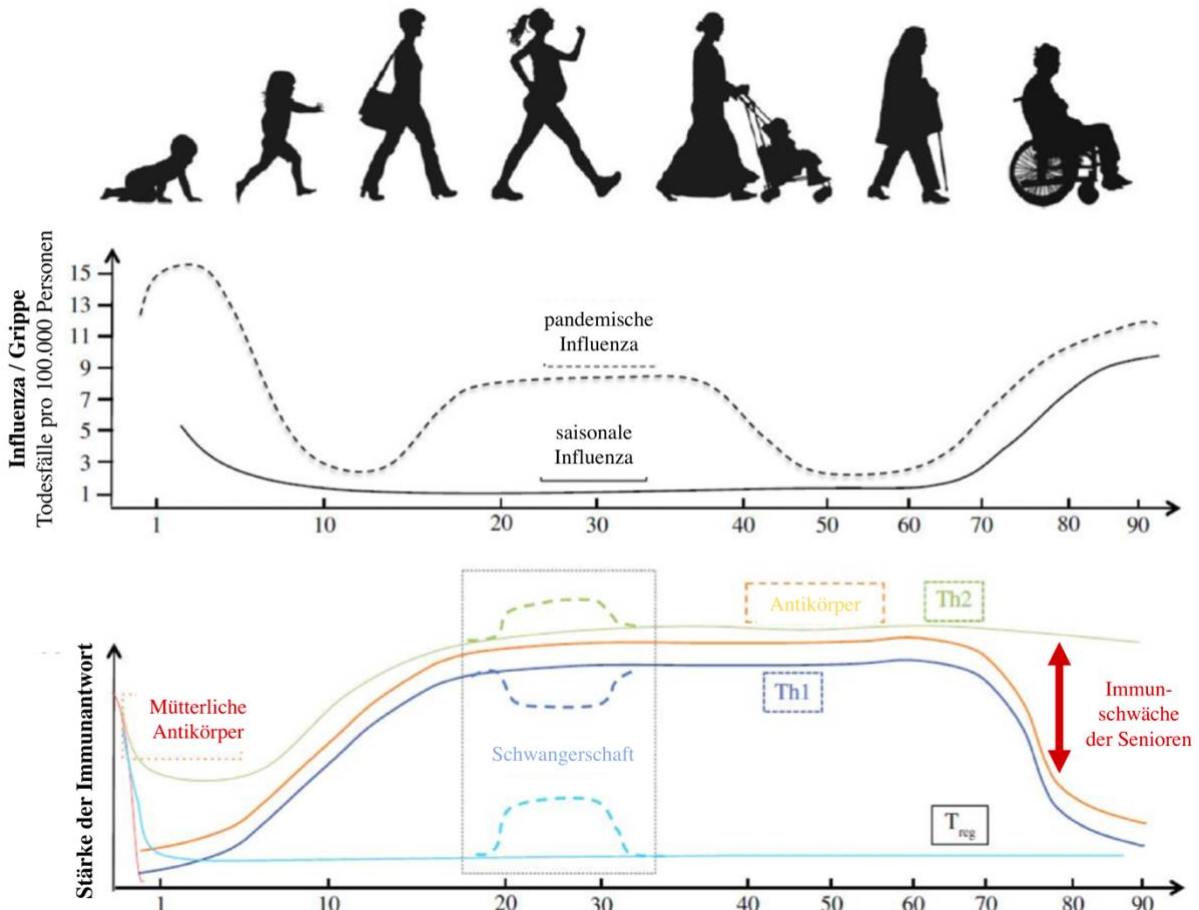 Influenza / Grippe
Todesfälle pro 100.000 Personen
15
13
11
9
7
5
3
1
pandemische
Influenza
saisonale
Influenza
1 10 20 30 40 50 60 70 80 90
Stärke der Immunantwort
Mütterliche
Antikörper
Schwangerschaft
Antikörper
Th2
Th1
Immun-
schwäche
der Senioren
Treg
1 10 20 30 40 50 60 70 80 90